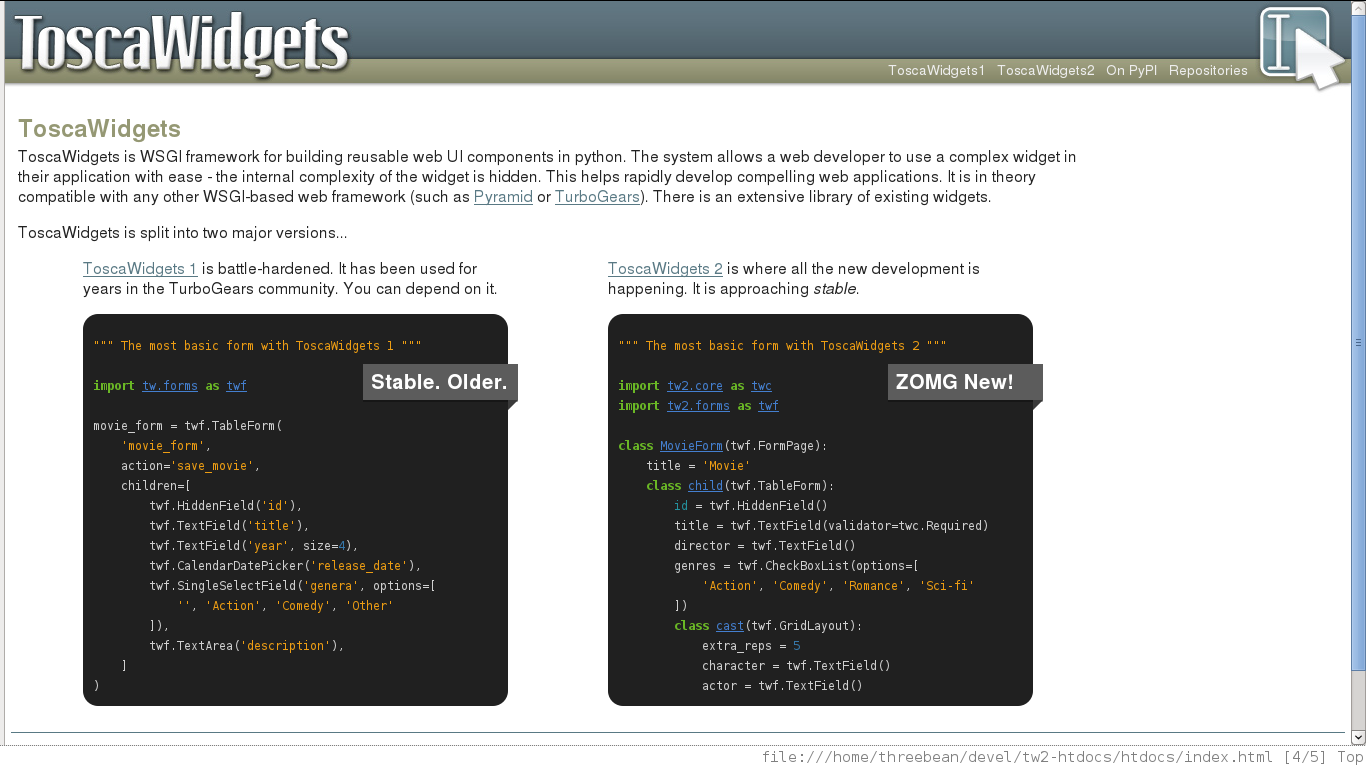 ToscaWidgets
ToscaWidgets1 ToscaWidgets2 On PyPI Repositories
ToscaWidgets
ToscaWidgets is WSGI framework for building reusable web UI components in python. The system allows a web developer to use a complex widget in
their application with ease - the internal complexity of the widget is hidden. This helps rapidly develop compelling web applications. It is in theory
compatible with any other WSGI-based web framework (such as Pyramid or TurboGears). There is an extensive library of existing widgets.
ToscaWidgets is split into two major versions...
ToscaWidgets 1 is battle-hardened. It has been used for
years in the TurboGears community. You can depend on it.
""" The most basic form with ToscaWidgets 1 """
Stable. Older.
import tw.forms as twf
movie_form = twf.TableForm(
    'movie_form',
    action='save_movie',
    children=[
        twf.HiddenField('id'),
        twf.TextField('title'),
        twf.TextField('year', size=4),
        twf.CalendarDatePicker('release_date'),
        twf.SingleSelectField('genera', options=[
            '', 'Action', 'Comedy', 'Other'
        ]),
        twf.TextArea('description'),
    ]
)
ToscaWidgets 2 is where all the new development is
happening. It is approaching stable.
""" The most basic form with ToscaWidgets 2 """
ZOMG New!
import tw2.core as twc
import tw2.forms as twf
class MovieForm(twf.FormPage):
    title = 'Movie'
    class child(twf.TableForm):
        id = twf.HiddenField()
        title = twf.TextField(validator=twc.Required)
        director = twf.TextField()
        genres = twf.CheckBoxList(options=[
            'Action', 'Comedy', 'Romance', 'Sci-fi'
        ])
        class cast(twf.GridLayout):
            extra_reps = 5
            character = twf.TextField()
            actor = twf.TextField()
file:///home/threebean/devel/tw2-htdocs/htdocs/index.html [4/5] Top